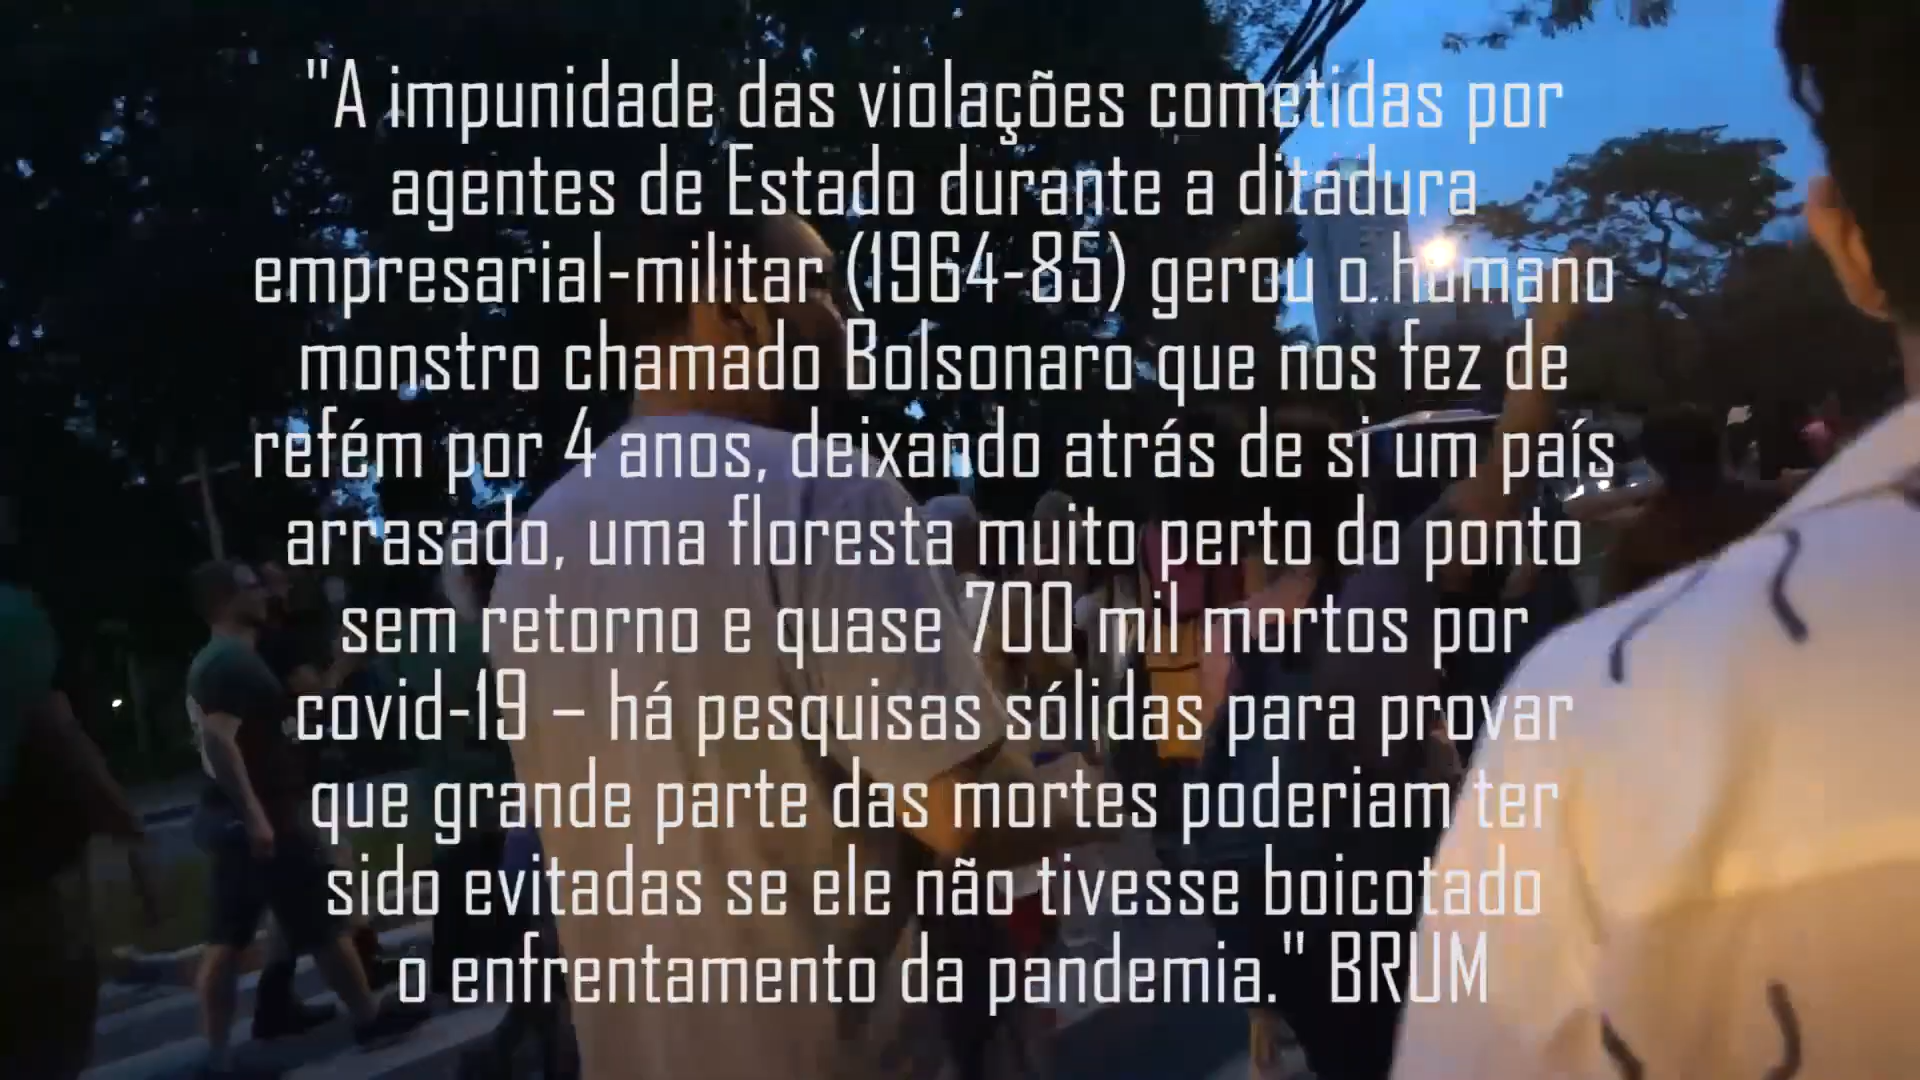 "A impunidade das violações cometidas por
agentes de Estado durante a ditadura
empresarial-militar (1964-85) gerou o humano
monstro chamado Bolsonaro que nos fez de
refém por 4 anos, deixando atrás de si um país
arrasado, uma floresta muito perto do ponto
sem retorno e quase 700 mil mortos por
covid-19 – há pesquisas sólidas para provar
que grande parte das mortes poderiam ter
sido evitadas se ele não tivesse boicotado
o enfrentamento da pandemia." BRUM